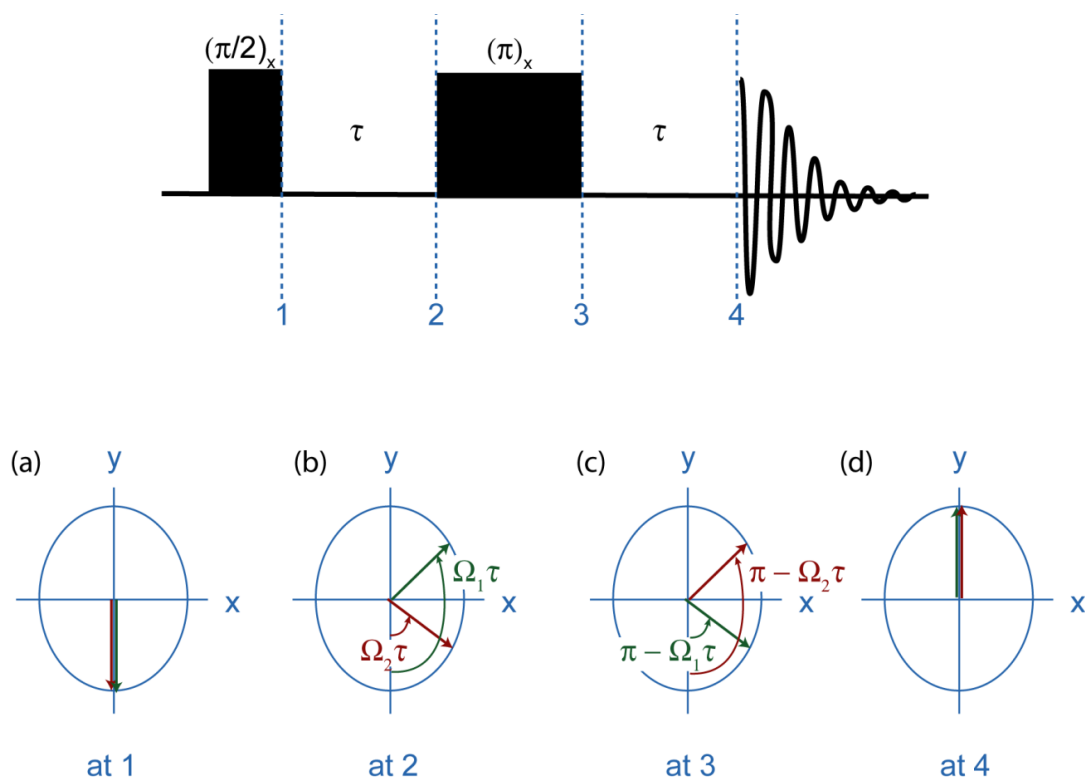 (π/2)ₓ (π)ₓ
τ τ
1 2 3 4
(a) y (b) y (c) y (d) y
Ω₁τ π − Ω₂τ
x x x x
Ω₂τ π − Ω₁τ
at 1 at 2 at 3 at 4